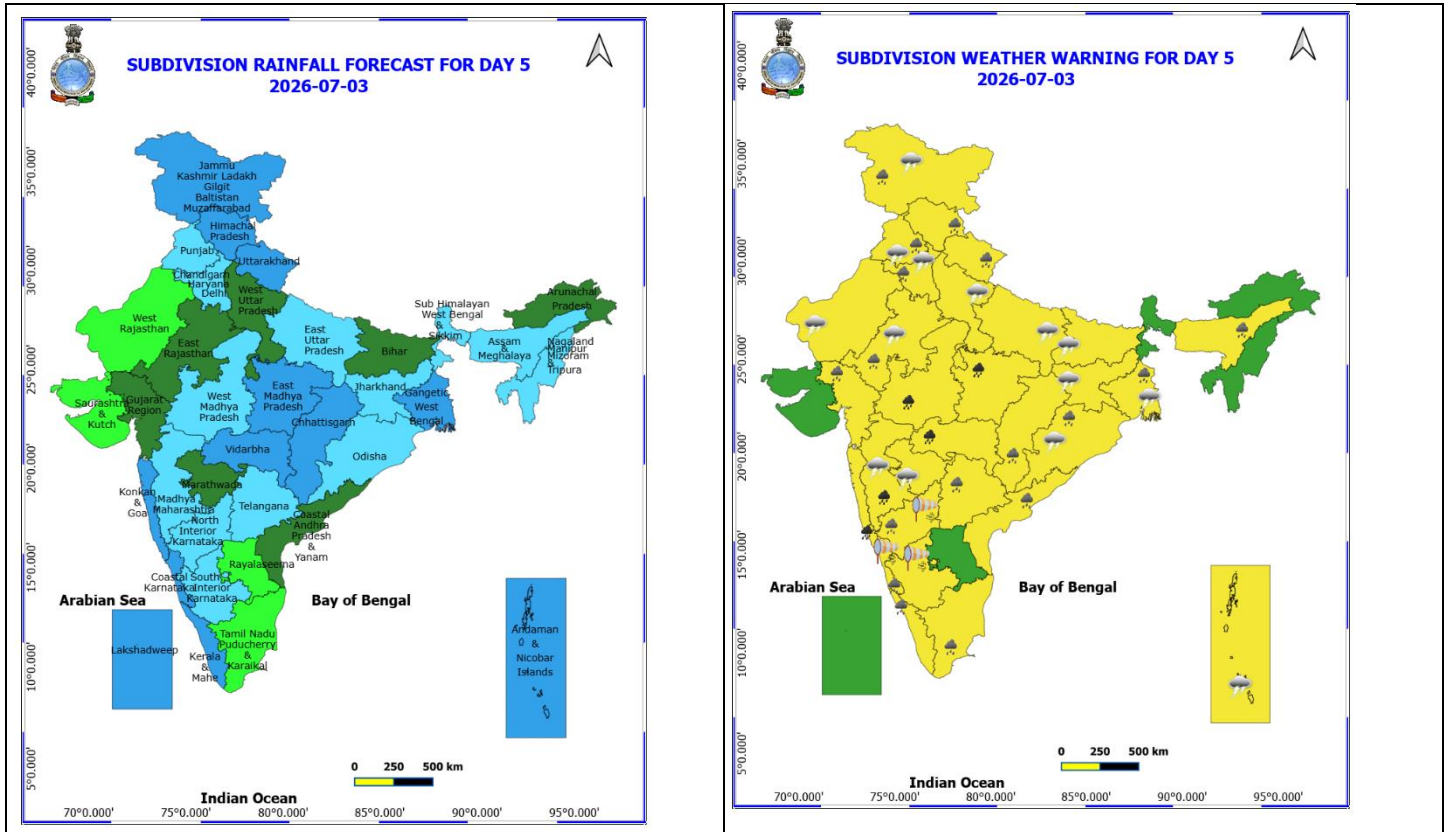 SUBDIVISION RAINFALL FORECAST FOR DAY 5
2026-07-03
40°0.000'
35°0.000'
30°0.000'
25°0.000'
20°0.000'
15°0.000'
10°0.000'
5°0.000'
Jammu
Kashmir Ladakh
Gilgit
Baltistan
Muzaffarabad
Himachal
Pradesh
Punjab
Uttarakhand
Chandigarh
Haryana
Delhi
West
Uttar
Pradesh
West
Rajasthan
East
Rajasthan
East
Uttar
Pradesh
Sub Himalayan
West Bengal
&
Sikkim
Arunachal
Pradesh
Bihar
Assam
&
Meghalaya
Nagaland
Manipur
Mizoram
&
Tripura
Saurashtra
&
Kutch
Gujarat
Region
West
Madhya
Pradesh
East
Madhya
Pradesh
Jharkhand
Gangetic
West
Bengal
Chhattisgarh
Vidarbha
Odisha
Konkan
&
Goa
Marathwada
Madhya
Maharashtra
Telangana
North
Interior
Karnataka
Coastal
Andhra
Pradesh
&
Yanam
Rayalaseema
Coastal
Karnataka
South
Interior
Karnataka
Arabian Sea
Bay of Bengal
Lakshadweep
Kerala
&
Mahe
Tamil Nadu
Puducherry
&
Karaikal
Andaman
&
Nicobar
Islands
0 250 500 km
Indian Ocean
70°0.000' 75°0.000' 80°0.000' 85°0.000' 90°0.000' 95°0.000'
SUBDIVISION WEATHER WARNING FOR DAY 5
2026-07-03
40°0.000'
35°0.000'
30°0.000'
25°0.000'
20°0.000'
15°0.000'
10°0.000'
5°0.000'
Arabian Sea
Bay of Bengal
0 250 500 km
Indian Ocean
70°0.000' 75°0.000' 80°0.000' 85°0.000' 90°0.000' 95°0.000'